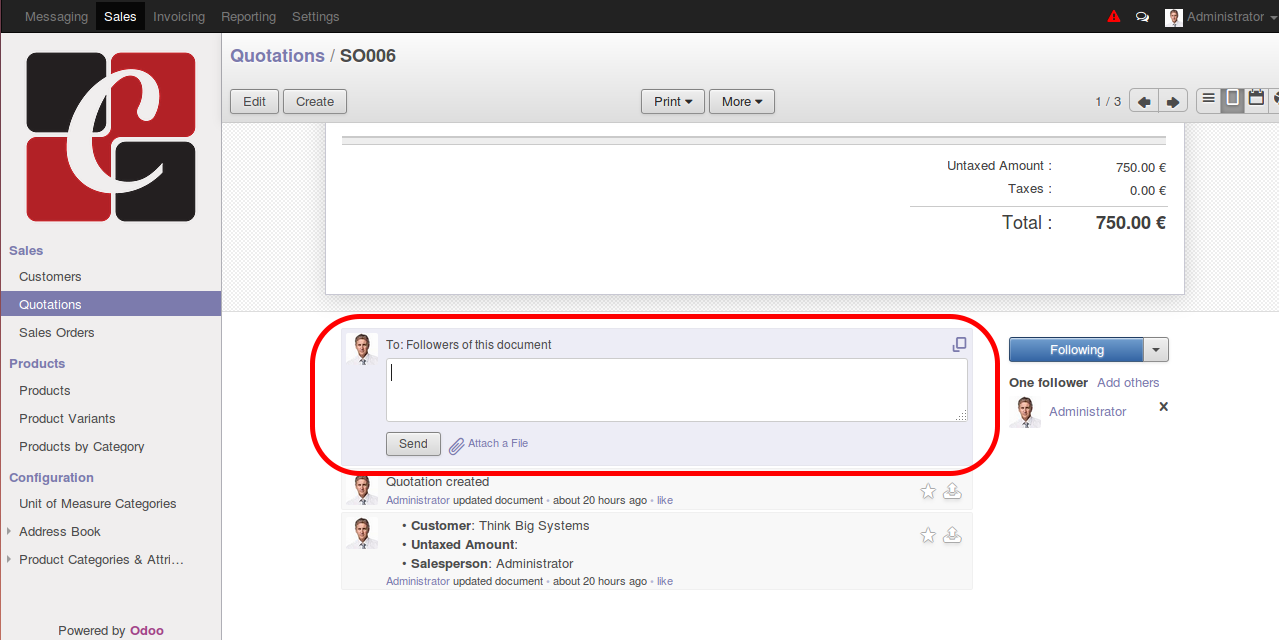 Messaging Sales Invoicing Reporting Settings Administrator
Quotations / SO006
Edit Create Print More 1 / 3
C
Sales
Customers
Quotations
Sales Orders
Products
Products
Product Variants
Products by Category
Configuration
Unit of Measure Categories
Address Book
Product Categories & Attri...
Powered by Odoo
Untaxed Amount : 750.00 €
Taxes : 0.00 €
Total : 750.00 €
To: Followers of this document
Send Attach a File
Quotation created
Administrator updated document • about 20 hours ago • like
• Customer: Think Big Systems
• Untaxed Amount:
• Salesperson: Administrator
Administrator updated document • about 20 hours ago • like
Following
One follower Add others
Administrator x